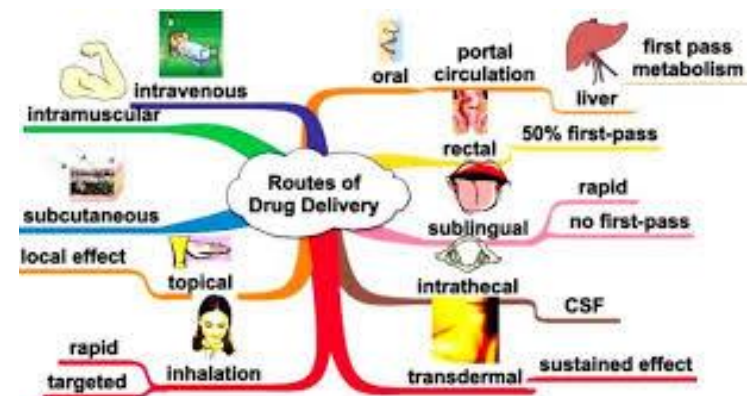 Routes of
Drug Delivery
intravenous
intramuscular
subcutaneous
local effect
topical
rapid
targeted
inhalation
oral
portal
circulation
liver
first pass
metabolism
rectal
50% first-pass
sublingual
rapid
no first-pass
intrathecal
CSF
transdermal
sustained effect